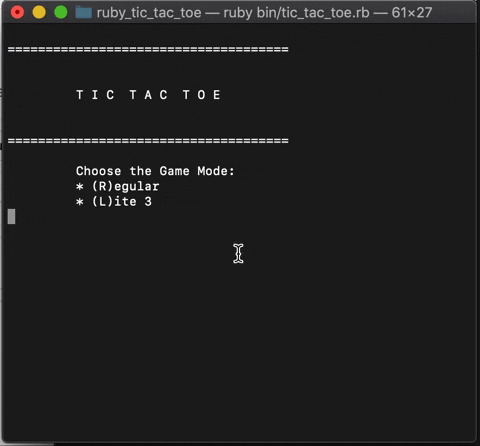 ruby_tic_tac_toe — ruby bin/tic_tac_toe.rb — 61×27
=====================================
T I C  T A C  T O E
=====================================
Choose the Game Mode:
* (R)egular
* (L)ite 3